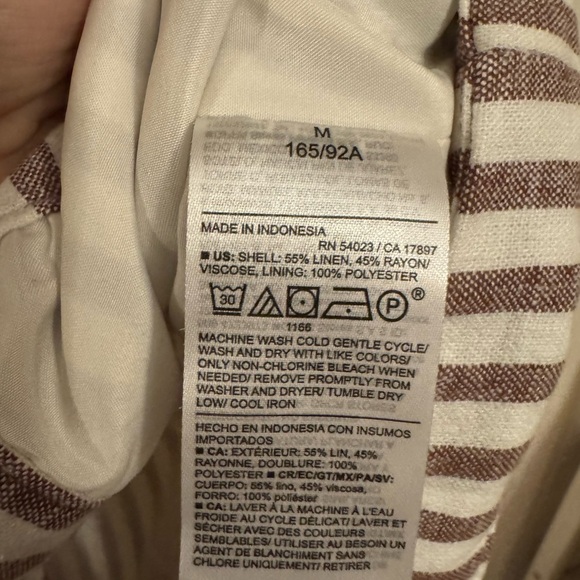 M
165/92A
MADE IN INDONESIA
RN 54023 / CA 17897
■ US: SHELL: 55% LINEN, 45% RAYON/
VISCOSE, LINING: 100% POLYESTER
30 P ®
1166
MACHINE WASH COLD GENTLE CYCLE/
WASH AND DRY WITH LIKE COLORS/
ONLY NON-CHLORINE BLEACH WHEN
NEEDED/ REMOVE PROMPTLY FROM
WASHER AND DRYER/ TUMBLE DRY
LOW/ COOL IRON
HECHO EN INDONESIA CON INSUMOS
IMPORTADOS
■ CA: EXTÉRIEUR: 55% LIN, 45%
RAYONNE, DOUBLURE: 100%
POLYESTER ■ CR/EC/GT/MX/PA/SV:
CUERPO: 55% lino, 45% viscosa,
FORRO: 100% poliéster
■ CA: LAVER À LA MACHINE À L'EAU
FROIDE AU CYCLE DÉLICAT/ LAVER ET
SÉCHER AVEC DES COULEURS
SEMBLABLES/ UTILISER AU BESOIN UN
AGENT DE BLANCHIMENT SANS
CHLORE UNIQUEMENT/ RETIRER